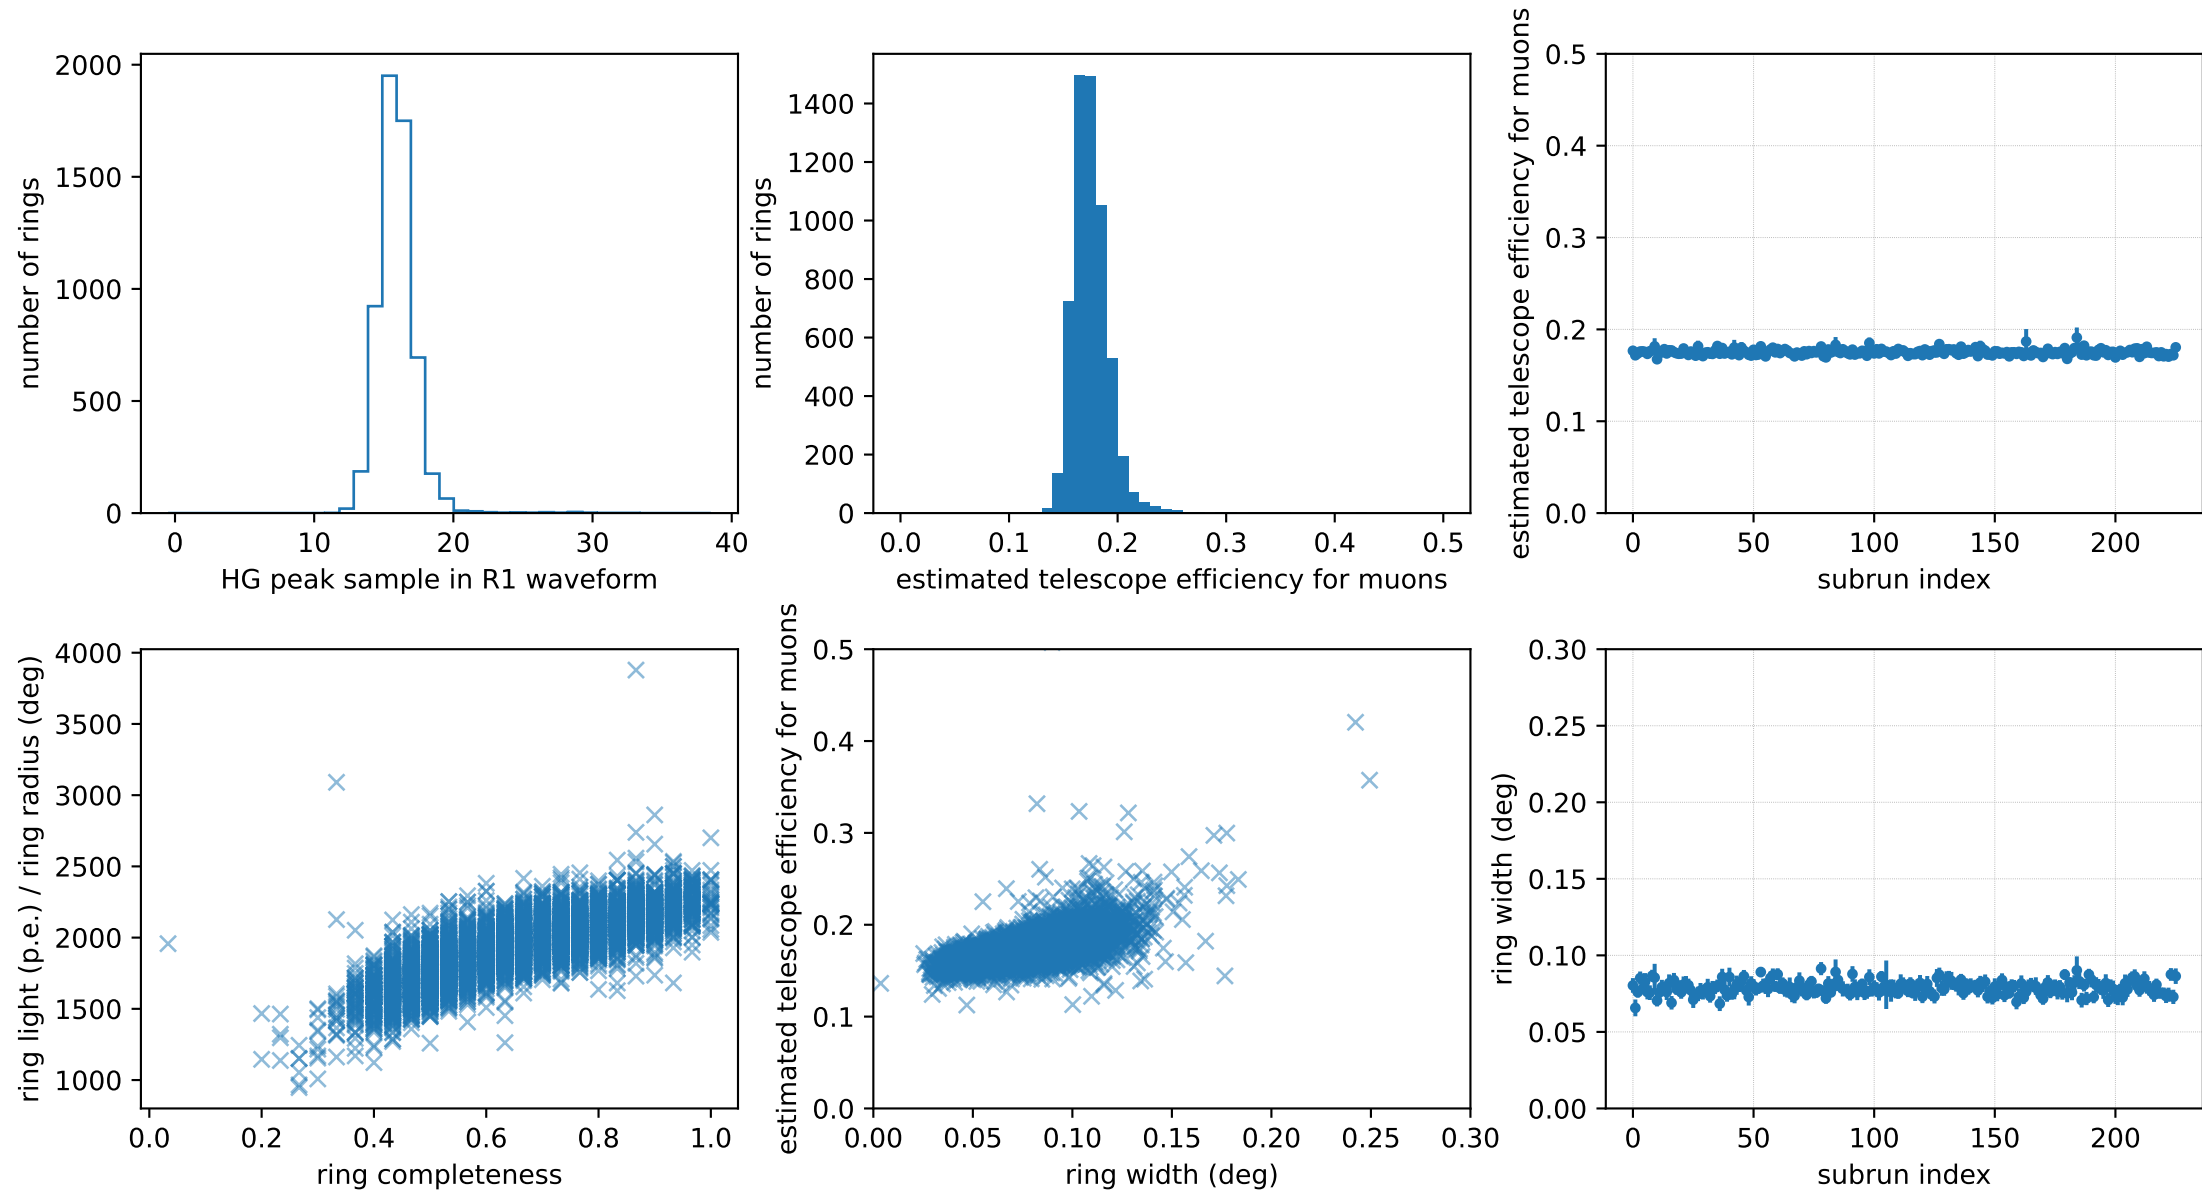 2000
1500
1000
500
0
number of rings
0 10 20 30 40
HG peak sample in R1 waveform
1400
1200
1000
800
600
400
200
0
number of rings
0.0 0.1 0.2 0.3 0.4 0.5
estimated telescope efficiency for muons
0.5
0.4
0.3
0.2
0.1
0.0
estimated telescope efficiency for muons
0 50 100 150 200
subrun index
4000
3500
3000
2500
2000
1500
1000
ring light (p.e.) / ring radius (deg)
0.0 0.2 0.4 0.6 0.8 1.0
ring completeness
0.5
0.4
0.3
0.2
0.1
0.0
estimated telescope efficiency for muons
0.00 0.05 0.10 0.15 0.20 0.25 0.30
ring width (deg)
0.30
0.25
0.20
0.15
0.10
0.05
0.00
ring width (deg)
0 50 100 150 200
subrun index